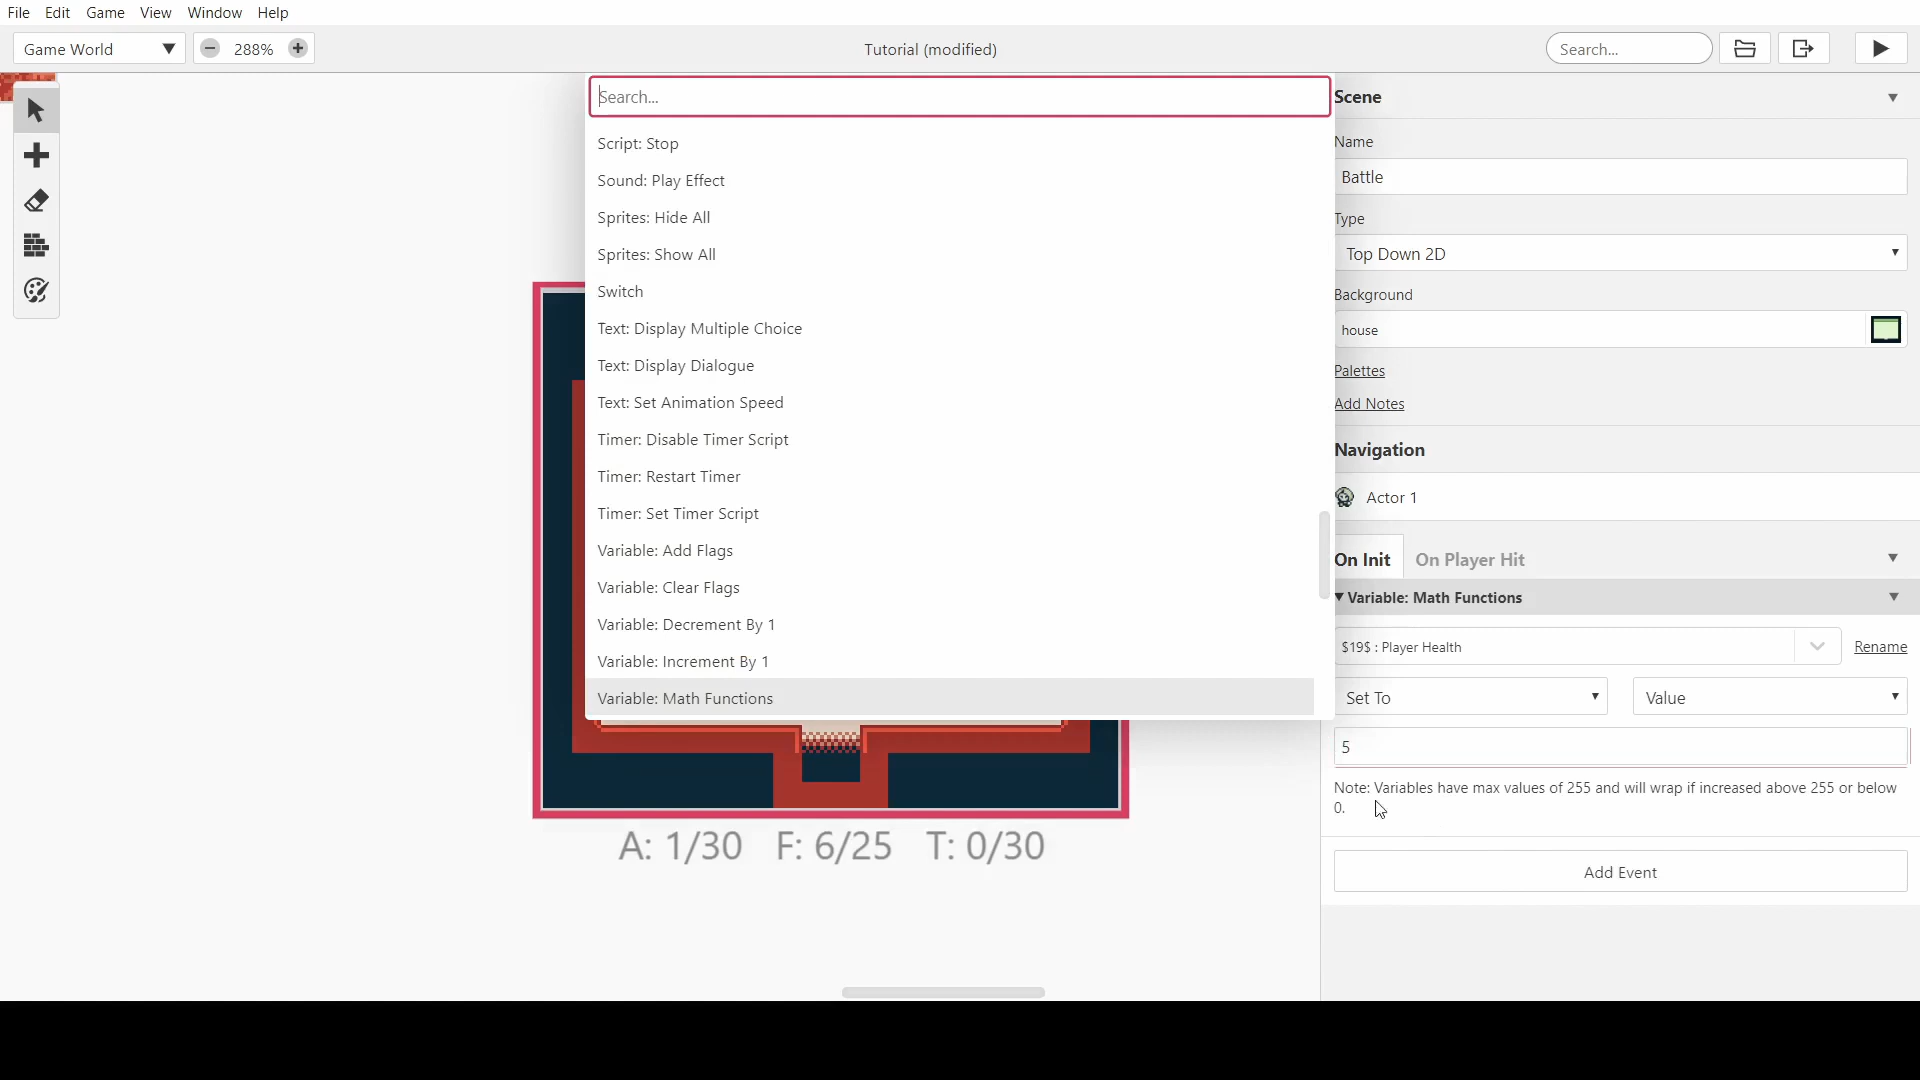 File Edit Game View Window Help
Game World 288% Tutorial (modified) Search...
Search...
Script: Stop
Sound: Play Effect
Sprites: Hide All
Sprites: Show All
Switch
Text: Display Multiple Choice
Text: Display Dialogue
Text: Set Animation Speed
Timer: Disable Timer Script
Timer: Restart Timer
Timer: Set Timer Script
Variable: Add Flags
Variable: Clear Flags
Variable: Decrement By 1
Variable: Increment By 1
Variable: Math Functions
A: 1/30 F: 6/25 T: 0/30
Scene
Name
Battle
Type
Top Down 2D
Background
house
Palettes
Add Notes
Navigation
Actor 1
On Init On Player Hit
Variable: Math Functions
$19$ : Player Health Rename
Set To Value
5
Note: Variables have max values of 255 and will wrap if increased above 255 or below
0.
Add Event